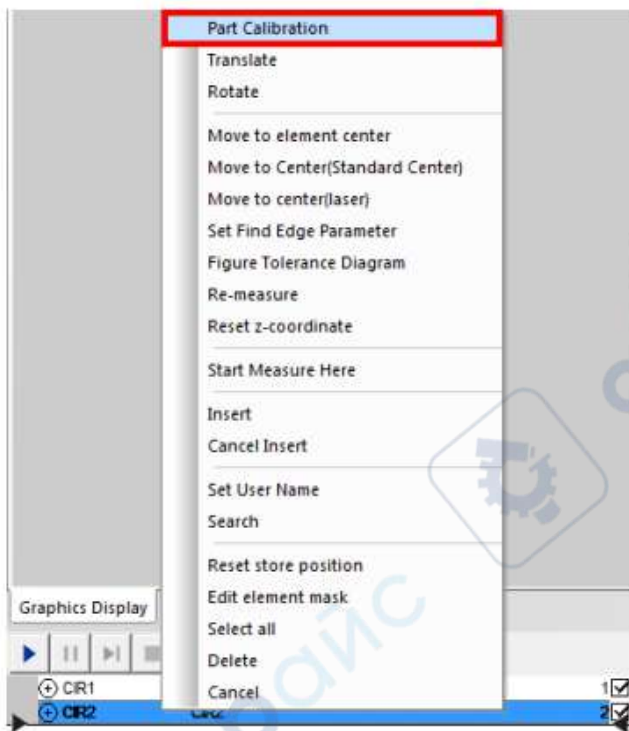 Part Calibration
Translate
Rotate
Move to element center
Move to Center(Standard Center)
Move to center(laser)
Set Find Edge Parameter
Figure Tolerance Diagram
Re-measure
Reset z-coordinate
Start Measure Here
Insert
Cancel Insert
Set User Name
Search
Reset store position
Edit element mask
Select all
Delete
Cancel
Graphics Display
CIR1 1
CIR2 CIR2 2